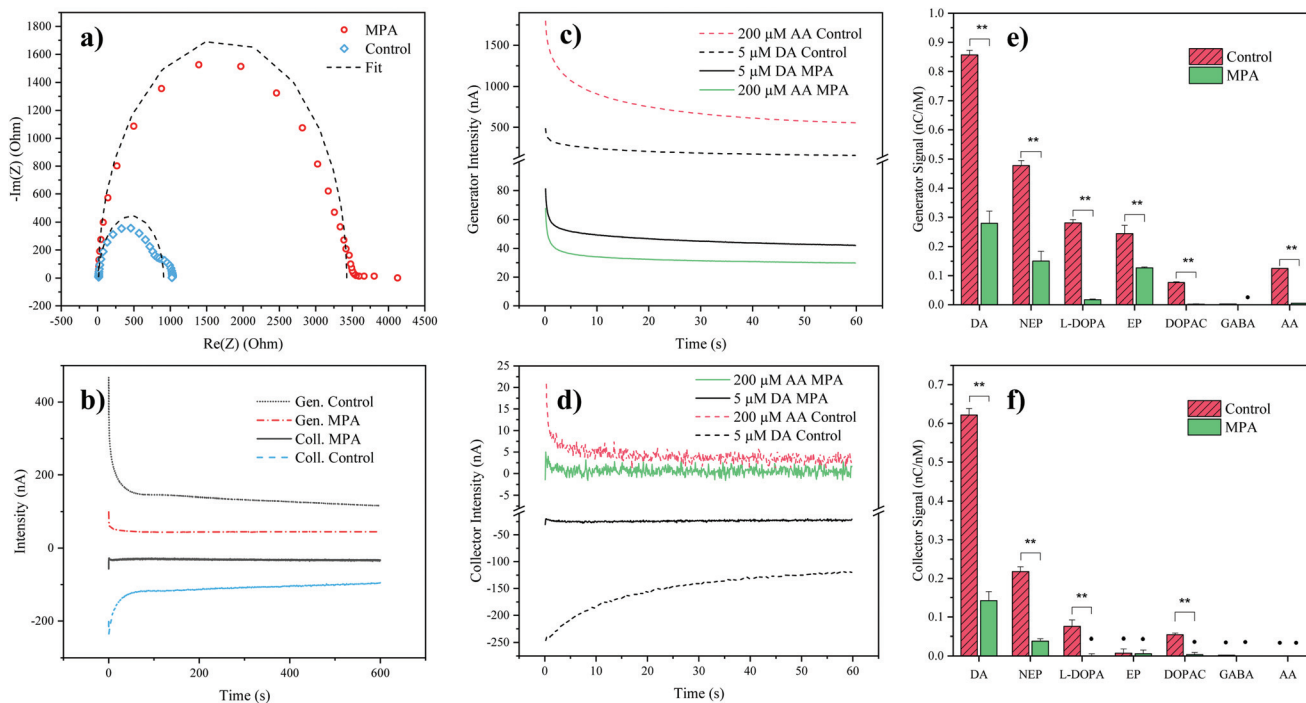 a)
MPA
Control
Fit
1800
1600
1400
1200
1000
800
600
400
200
0
-200
-Im(Z) (Ohm)
-500 0 500 1000 1500 2000 2500 3000 3500 4000 4500
Re(Z) (Ohm)
b)
Gen. Control
Gen. MPA
Coll. MPA
Coll. Control
400
200
0
-200
Intensity (nA)
0 200 400 600
Time (s)
c)
200 µM AA Control
5 µM DA Control
5 µM DA MPA
200 µM AA MPA
1500
1000
500
80
60
40
20
0
Generator Intensity (nA)
0 10 20 30 40 50 60
Time (s)
d)
200 µM AA MPA
5 µM DA MPA
200 µM AA Control
5 µM DA Control
25
20
15
10
5
0
5
-50
-100
-150
-200
-250
Collector Intensity (nA)
0 10 20 30 40 50 60
Time (s)
e)
Control
MPA
**
**
**
**
**
**
1.0
0.9
0.8
0.7
0.6
0.5
0.4
0.3
0.2
0.1
0.0
Generator Signal (nC/nM)
DA NEP L-DOPA EP DOPAC GABA AA
f)
Control
MPA
**
**
**
**
0.7
0.6
0.5
0.4
0.3
0.2
0.1
0.0
Collector Signal (nC/nM)
DA NEP L-DOPA EP DOPAC GABA AA